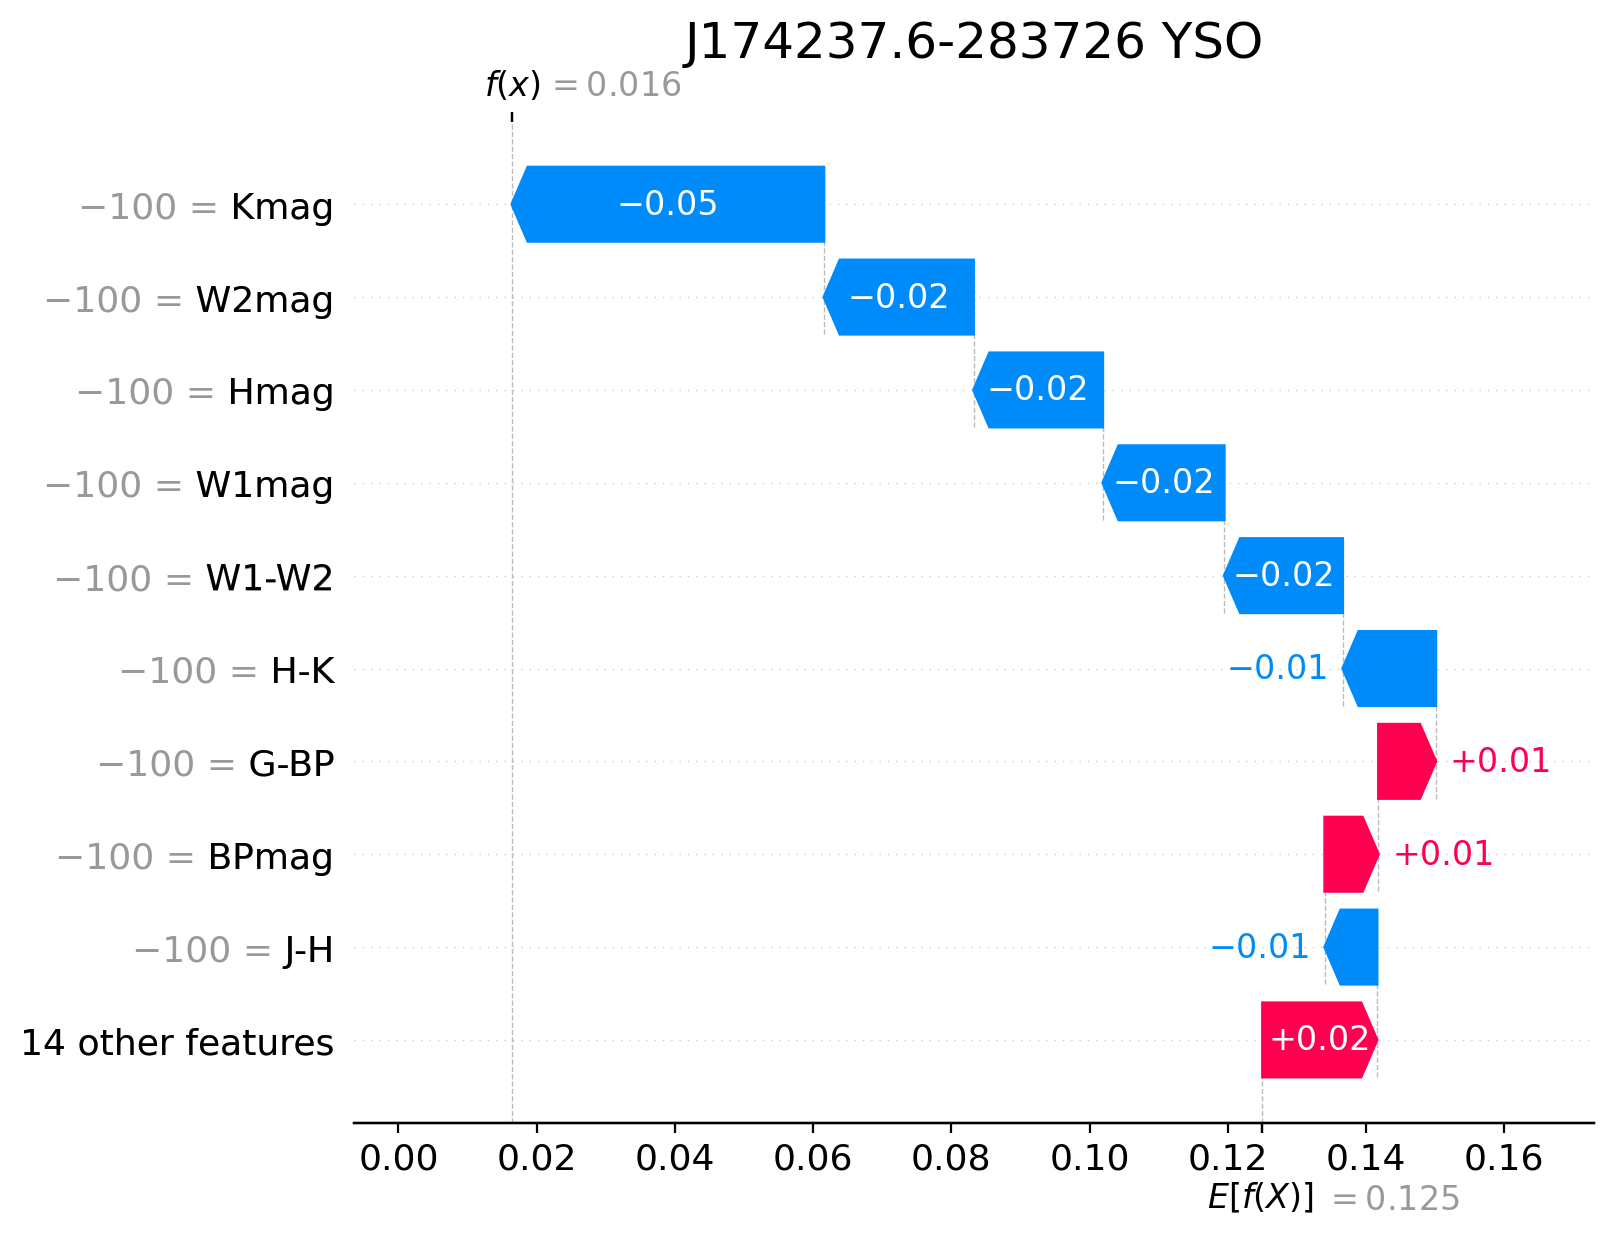 J174237.6-283726 YSO
f(x) = 0.016
−100 = Kmag
−0.05
−100 = W2mag
−0.02
−100 = Hmag
−0.02
−100 = W1mag
−0.02
−100 = W1-W2
−0.02
−100 = H-K
−0.01
−100 = G-BP
+0.01
−100 = BPmag
+0.01
−100 = J-H
−0.01
14 other features
+0.02
0.00 0.02 0.04 0.06 0.08 0.10 0.12 0.14 0.16
E[f(X)] = 0.125